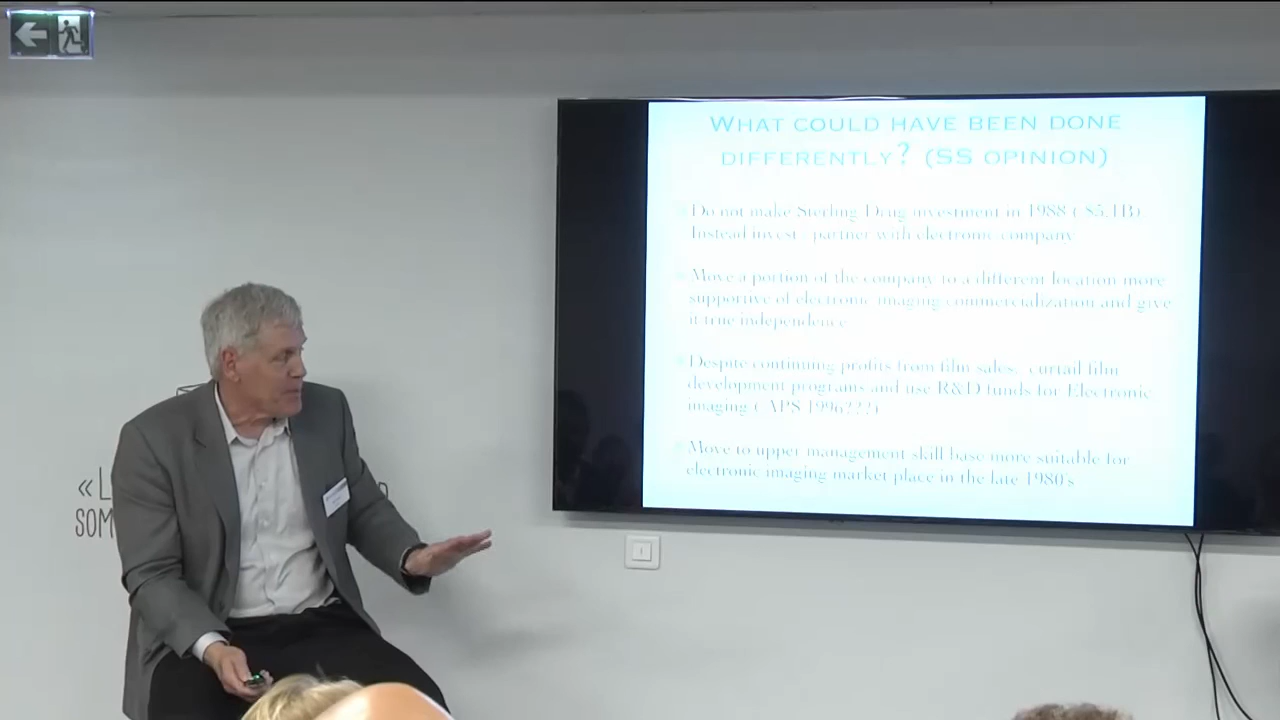 WHAT COULD HAVE BEEN DONE
DIFFERENTLY? (SS OPINION)
Do not make Sterling Drug investment in 1988 ( $5.1B)
Instead invest / partner with electronic company
Move a portion of the company to a different location more
supportive of electronic imaging commercialization and give
it true independence
Despite continuing profits from film sales, curtail film
development programs and use R&D funds for Electronic
imaging ( APS 1996???)
Move to upper management skill base more suitable for
electronic imaging market place in the late 1980's
«L
SOM